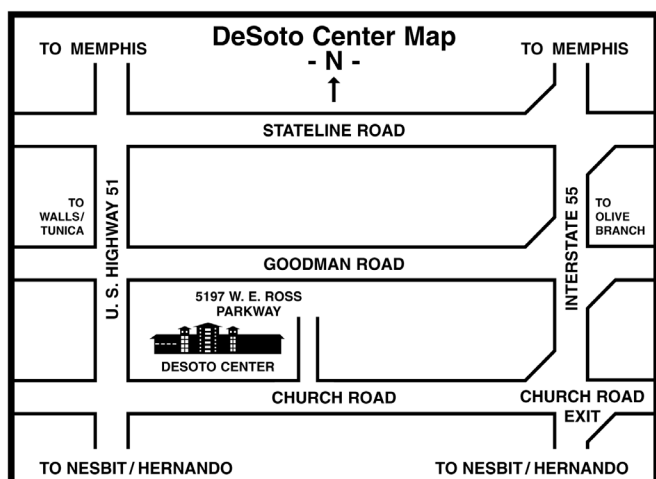 DeSoto Center Map
TO MEMPHIS
- N -
TO MEMPHIS
STATELINE ROAD
U. S. HIGHWAY 51
INTERSTATE 55
TO
WALLS/
TUNICA
TO
OLIVE
BRANCH
GOODMAN ROAD
5197 W. E. ROSS
PARKWAY
DESOTO CENTER
CHURCH ROAD
CHURCH ROAD
EXIT
TO NESBIT / HERNANDO
TO NESBIT / HERNANDO